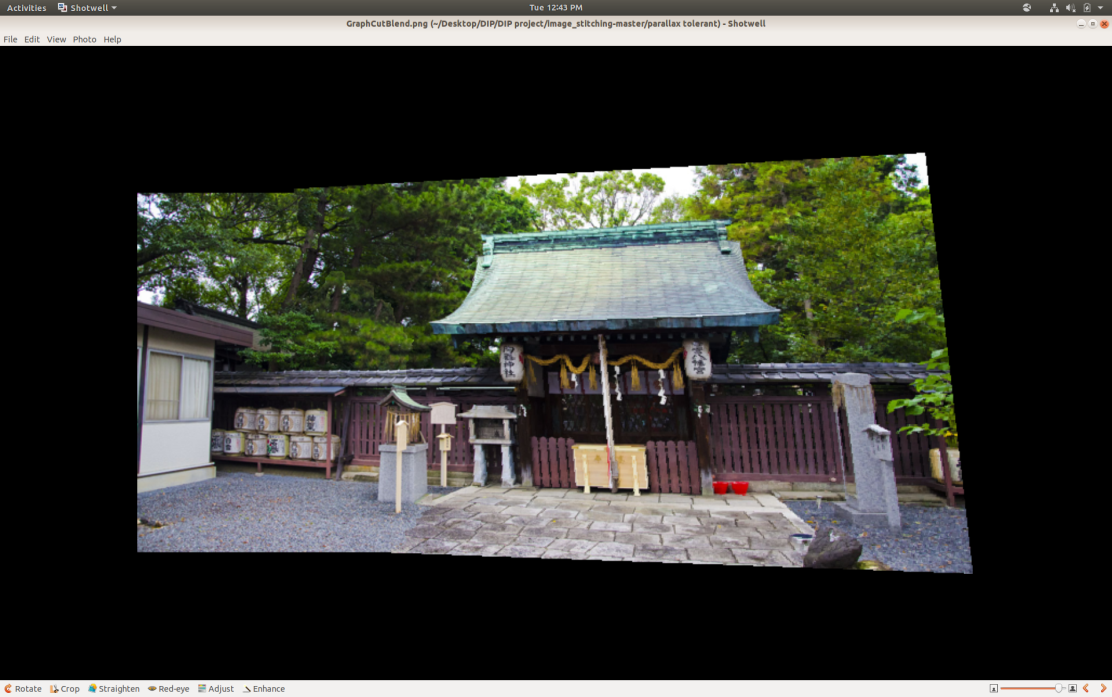 Activities Shotwell Tue 12:43 PM
GraphCutBlend.png (~/Desktop/DIP/DIP project/image_stitching-master/parallax tolerant) - Shotwell
File Edit View Photo Help
Rotate Crop Straighten Red-eye Adjust Enhance